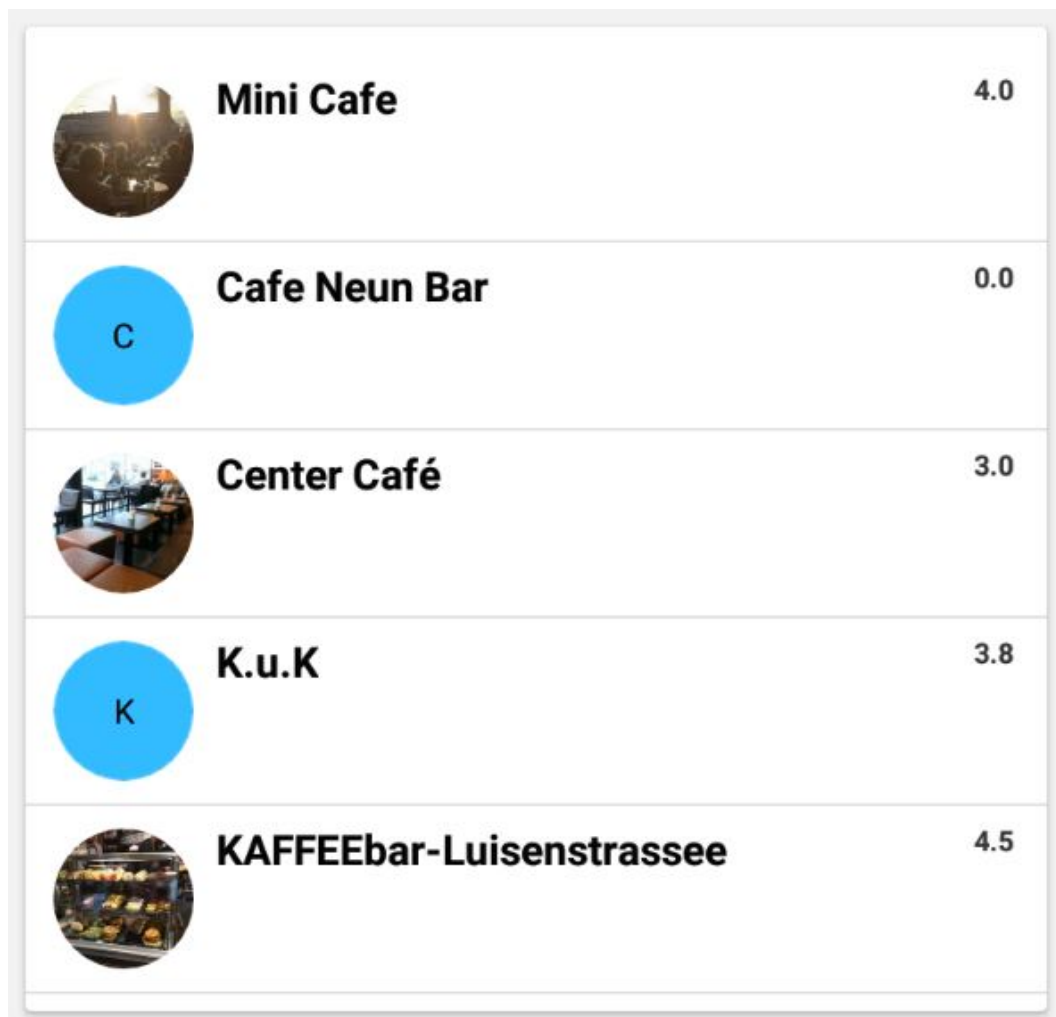 Mini Cafe 4.0
C Cafe Neun Bar 0.0
Center Café 3.0
K K.u.K 3.8
KAFFEEbar-Luisenstrassee 4.5